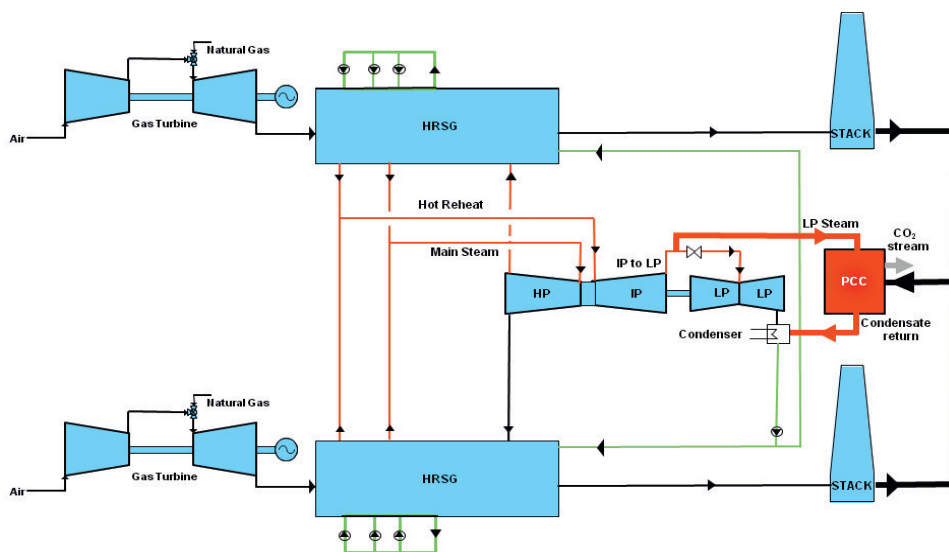 Natural Gas
Gas Turbine
Air
HRSG
STACK
Hot Reheat
Main Steam
IP to LP
LP Steam
CO₂
stream
HP
IP
LP
LP
PCC
Condenser
Condensate
return
Natural Gas
Gas Turbine
Air
HRSG
STACK